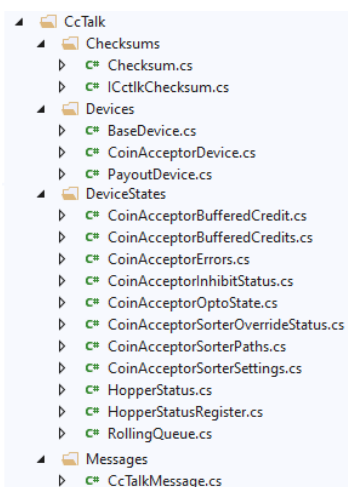 CcTalk
Checksums
C# Checksum.cs
C# ICctlkChecksum.cs
Devices
C# BaseDevice.cs
C# CoinAcceptorDevice.cs
C# PayoutDevice.cs
DeviceStates
C# CoinAcceptorBufferedCredit.cs
C# CoinAcceptorBufferedCredits.cs
C# CoinAcceptorErrors.cs
C# CoinAcceptorInhibitStatus.cs
C# CoinAcceptorOptoState.cs
C# CoinAcceptorSorterOverrideStatus.cs
C# CoinAcceptorSorterPaths.cs
C# CoinAcceptorSorterSettings.cs
C# HopperStatus.cs
C# HopperStatusRegister.cs
C# RollingQueue.cs
Messages
C# CcTalkMessage.cs